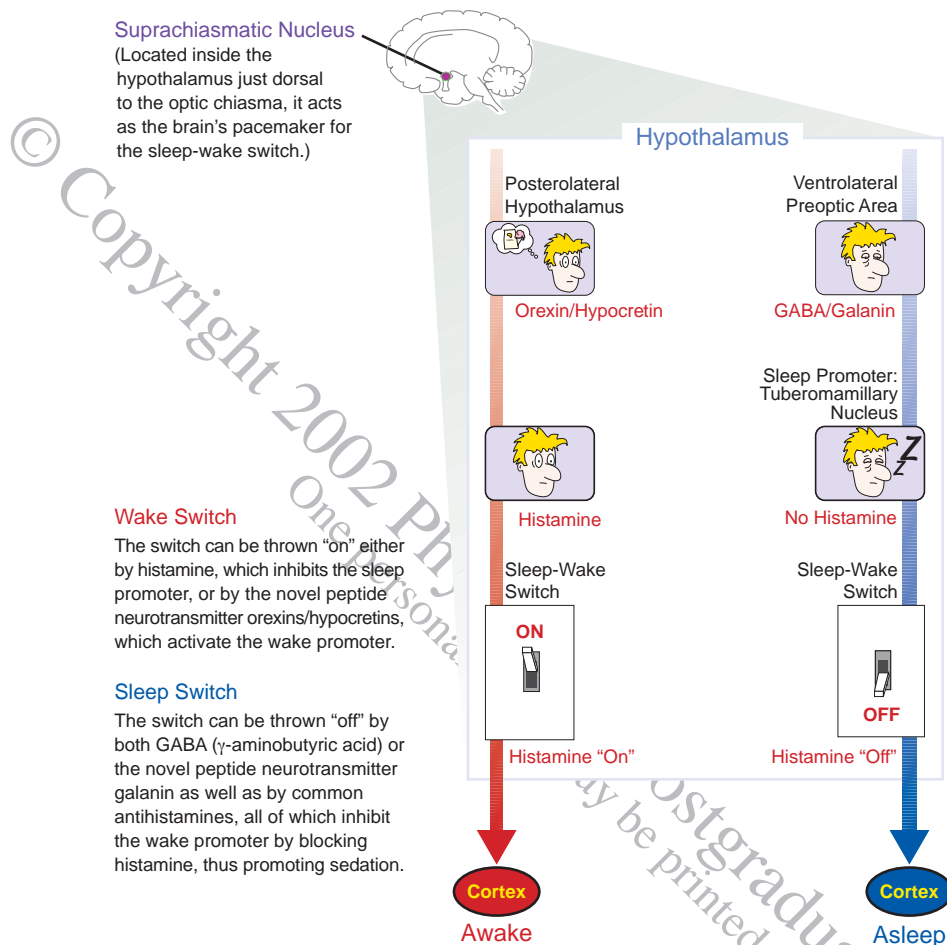 Suprachiasmatic Nucleus
(Located inside the
hypothalamus just dorsal
to the optic chiasma, it acts
as the brain’s pacemaker for
the sleep-wake switch.)
Hypothalamus
Posterolateral
Hypothalamus
Orexin/Hypocretin
Ventrolateral
Preoptic Area
GABA/Galanin
Sleep Promoter:
Tuberomamillary
Nucleus
Z
Z
Histamine
No Histamine
Wake Switch
The switch can be thrown “on” either
by histamine, which inhibits the sleep
promoter, or by the novel peptide
neurotransmitter orexins/hypocretins,
which activate the wake promoter.
Sleep Switch
The switch can be thrown “off” by
both GABA (γ-aminobutyric acid) or
the novel peptide neurotransmitter
galanin as well as by common
antihistamines, all of which inhibit
the wake promoter by blocking
histamine, thus promoting sedation.
Sleep-Wake
Switch
ON
Histamine “On”
Sleep-Wake
Switch
OFF
Histamine “Off”
Cortex
Awake
Cortex
Asleep
© Copyright 2002
One
be printed